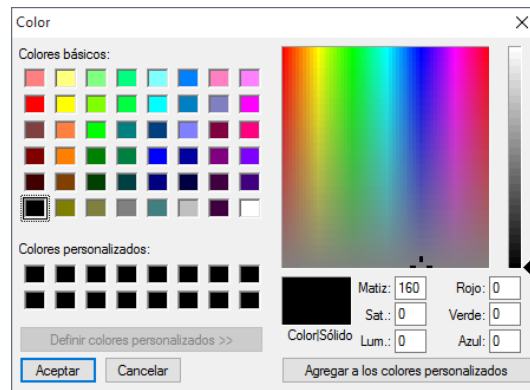 Color
Colores básicos:
Colores personalizados:
Definir colores personalizados >>
Aceptar
Cancelar
Color|Sólido
Matiz: 160
Sat.: 0
Lum.: 0
Rojo: 0
Verde: 0
Azul: 0
Agregar a los colores personalizados